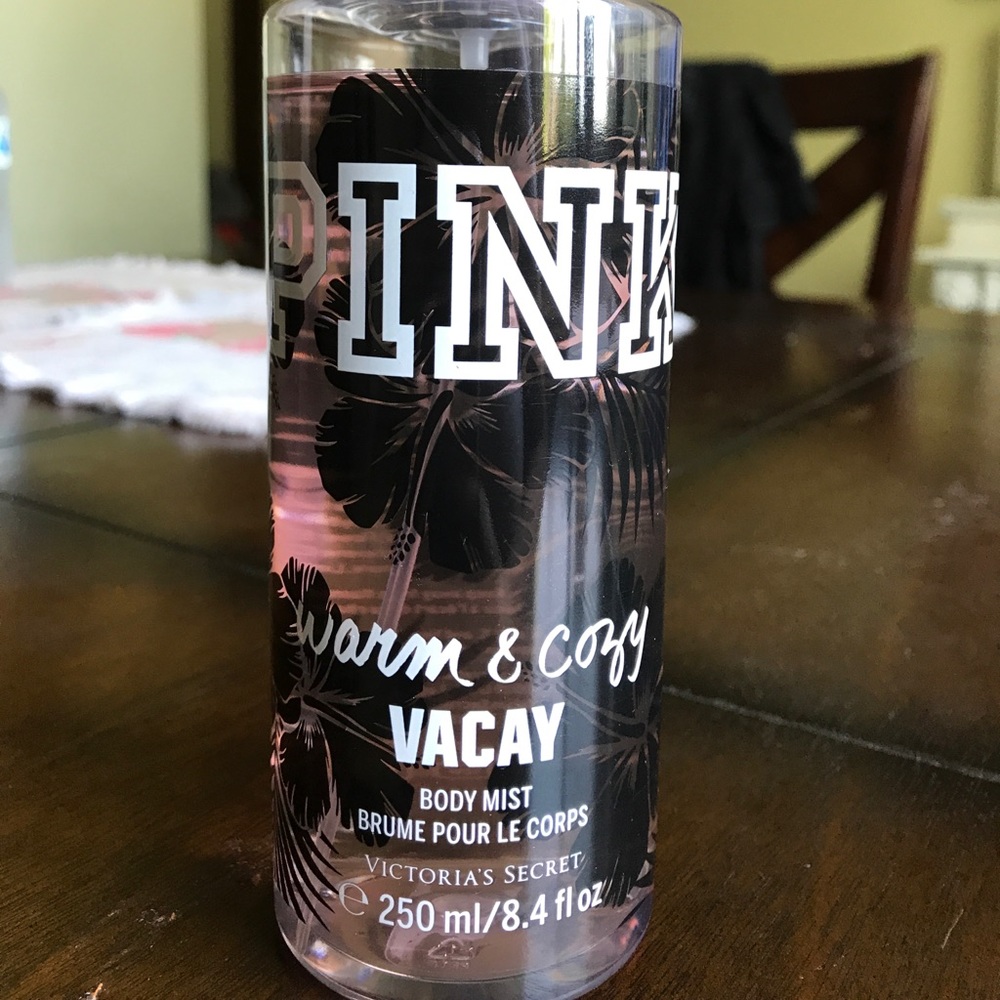 PINK
warm & cozy
VACAY
BODY MIST
BRUME POUR LE CORPS
VICTORIA'S SECRET
℮ 250 ml/8.4 fl oz